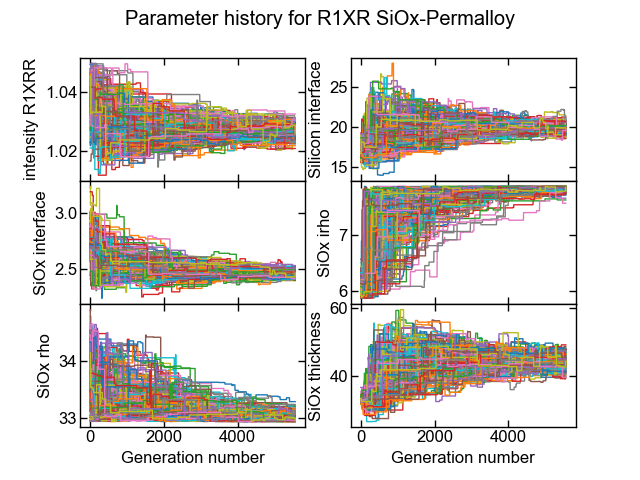 Parameter history for R1XR SiOx-Permalloy
intensity R1XRR
1.04
1.02
Silicon interface
25
20
15
SiOx interface
3.0
2.5
SiOx irho
7
6
SiOx rho
34
33
SiOx thickness
60
40
0 2000 4000
0 2000 4000
Generation number
Generation number